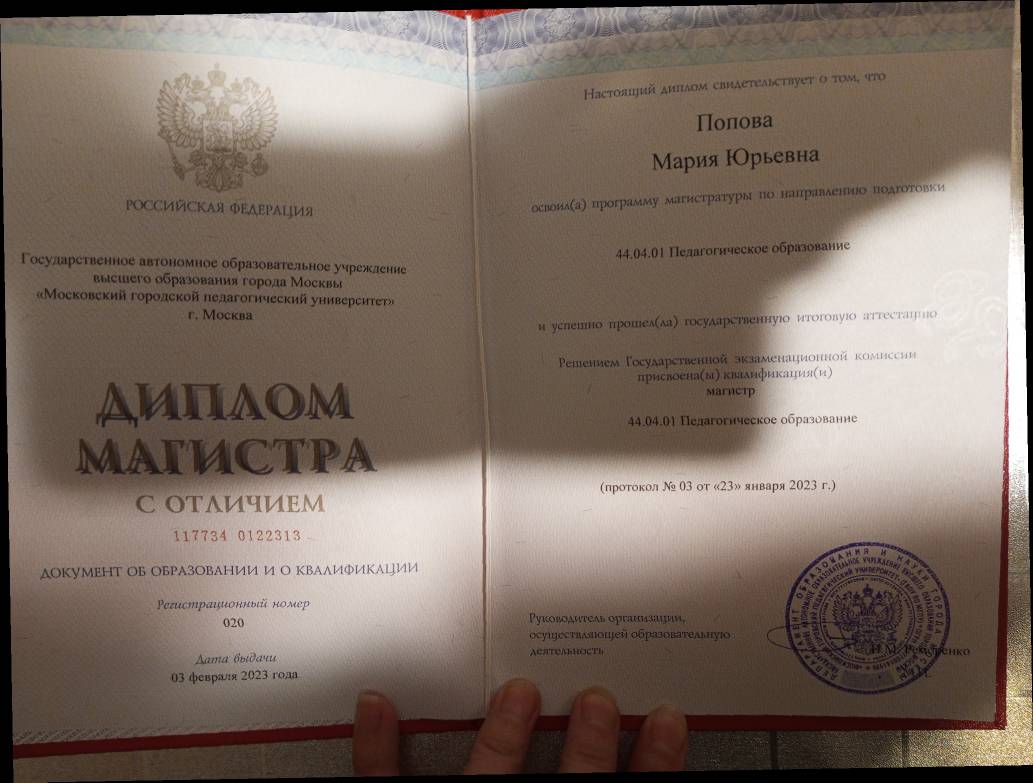 РОССИЙСКАЯ ФЕДЕРАЦИЯ
Государственное автономное образовательное учреждение
высшего образования города Москвы
«Московский городской педагогический университет»
г. Москва
ДИПЛОМ
МАГИСТРА
С ОТЛИЧИЕМ
117734 0122313
ДОКУМЕНТ ОБ ОБРАЗОВАНИИ И О КВАЛИФИКАЦИИ
Регистрационный номер
020
Дата выдачи
03 февраля 2023 года
Настоящий диплом свидетельствует о том, что
Попова
Мария Юрьевна
освоил(а) программу магистратуры по направлению подготовки
44.04.01 Педагогическое образование
и успешно прошел(ла) государственную итоговую аттестацию
Решением Государственной экзаменационной комиссии
присвоена(ы) квалификация(и)
магистр
44.04.01 Педагогическое образование
(протокол № 03 от «23» января 2023 г.)
Руководитель организации,
осуществляющей образовательную
деятельность
ДЕПАРТАМЕНТ ОБРАЗОВАНИЯ И НАУКИ ГОРОДА